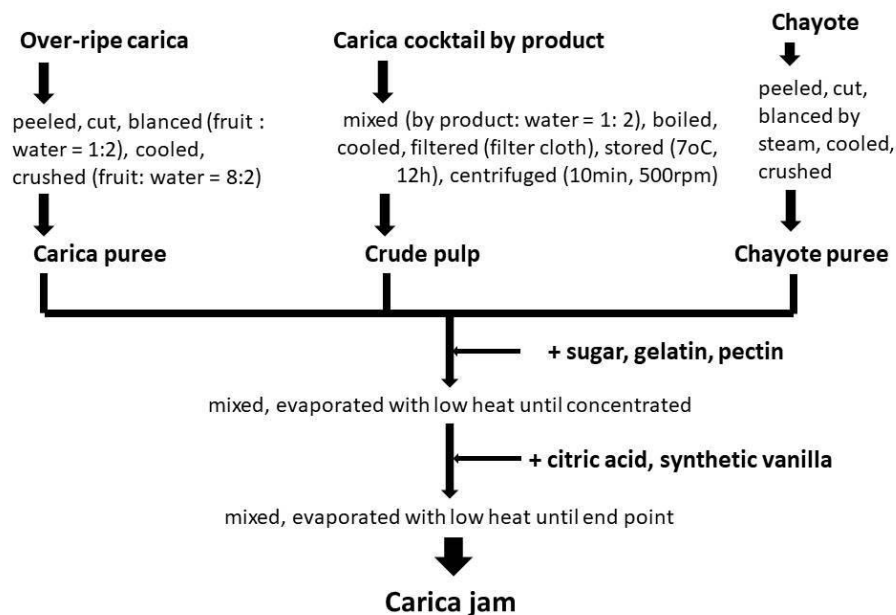 Over-ripe carica
peeled, cut, blanced (fruit :
water = 1:2), cooled,
crushed (fruit: water = 8:2)
Carica puree
Carica cocktail by product
mixed (by product: water = 1: 2), boiled,
cooled, filtered (filter cloth), stored (7oC,
12h), centrifuged (10min, 500rpm)
Crude pulp
Chayote
peeled, cut,
blanced by
steam, cooled,
crushed
Chayote puree
+ sugar, gelatin, pectin
mixed, evaporated with low heat until concentrated
+ citric acid, synthetic vanilla
mixed, evaporated with low heat until end point
Carica jam